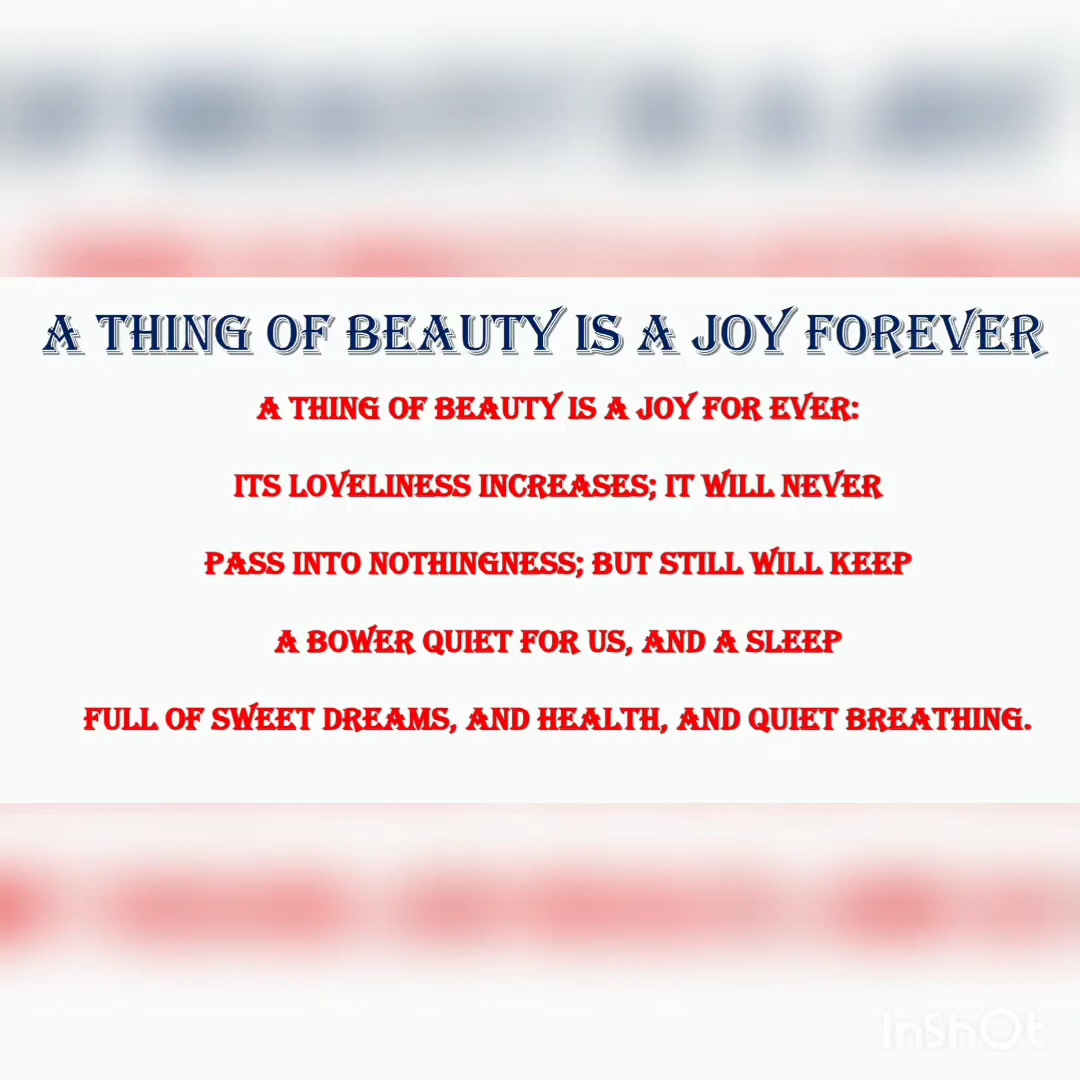 A THING OF BEAUTY IS A JOY FOREVER
A THING OF BEAUTY IS A JOY FOR EVER:
ITS LOVELINESS INCREASES; IT WILL NEVER
PASS INTO NOTHINGNESS; BUT STILL WILL KEEP
A BOWER QUIET FOR US, AND A SLEEP
FULL OF SWEET DREAMS, AND HEALTH, AND QUIET BREATHING.
InShOt